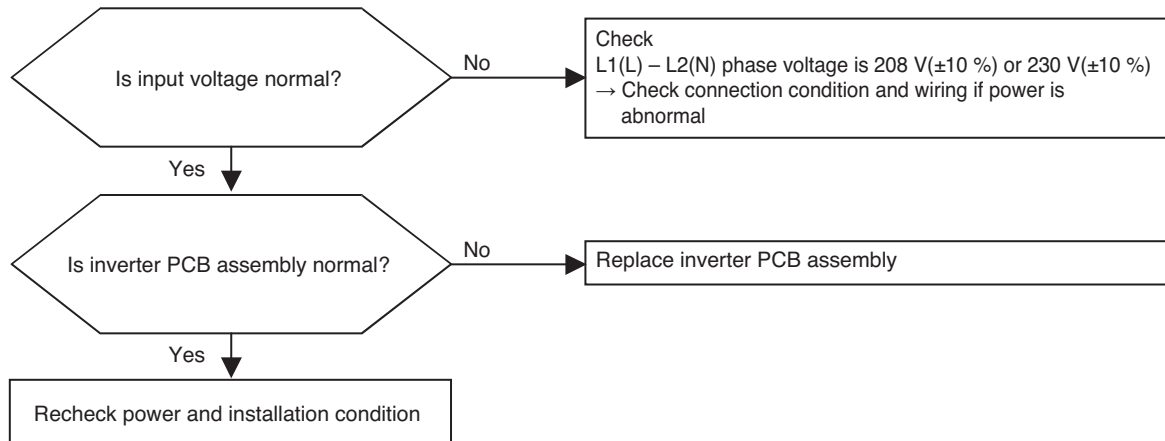 Is input voltage normal?
No
Check
L1(L) – L2(N) phase voltage is 208 V(±10 %) or 230 V(±10 %)
→ Check connection condition and wiring if power is
abnormal
Yes
Is inverter PCB assembly normal?
No
Replace inverter PCB assembly
Yes
Recheck power and installation condition